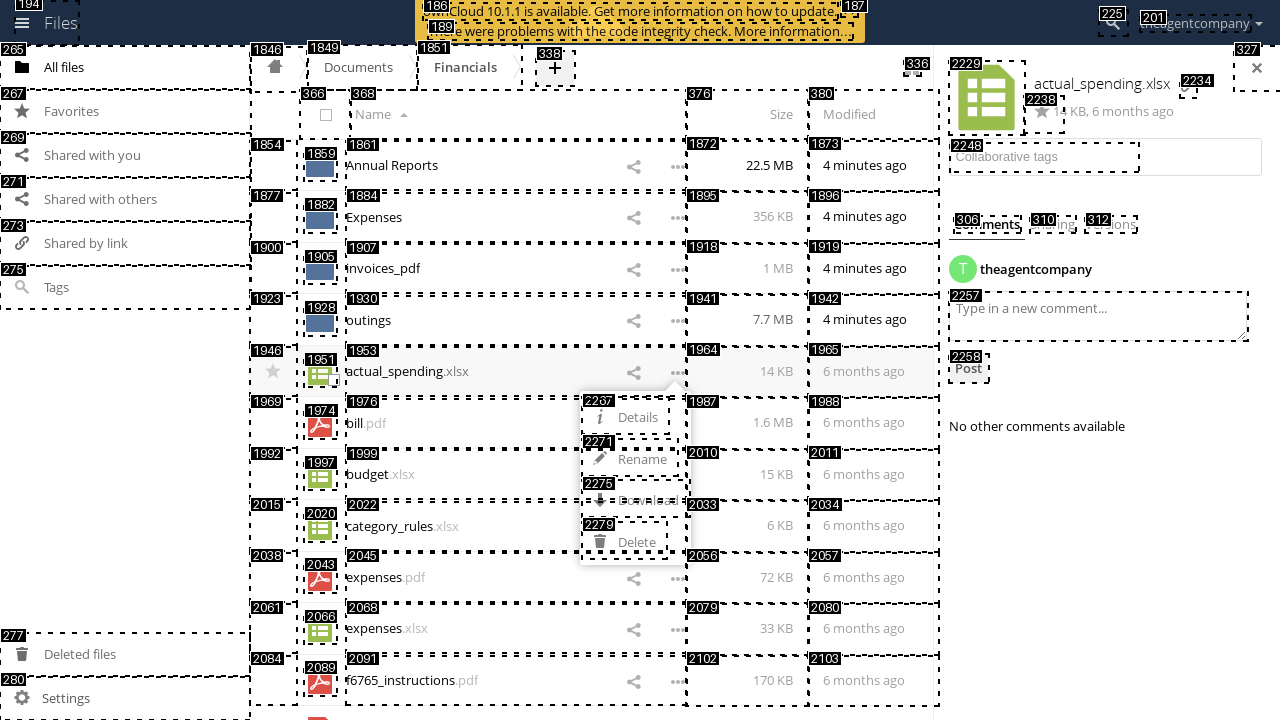 194
Files
186
ownCloud 10.1.1 is available. Get more information on how to update.
187
189
There were problems with the code integrity check. More information…
225
201
theagentcompany
265
All files
267
Favorites
269
Shared with you
271
Shared with others
273
Shared by link
275
Tags
277
Deleted files
280
Settings
1846
1849
Documents
1851
Financials
338
+
336
327
×
366
368
Name
376
Size
380
Modified
1854
1859
1861
Annual Reports
1872
22.5 MB
1873
4 minutes ago
1877
1882
1884
Expenses
1895
356 KB
1896
4 minutes ago
1900
1905
1907
invoices_pdf
1918
1 MB
1919
4 minutes ago
1923
1928
1930
outings
1941
7.7 MB
1942
4 minutes ago
1946
1951
1953
actual_spending.xlsx
1964
14 KB
1965
6 months ago
1969
1974
1976
bill.pdf
1987
1.6 MB
1988
6 months ago
1992
1997
1999
budget.xlsx
2010
15 KB
2011
6 months ago
2015
2020
2022
category_rules.xlsx
2033
6 KB
2034
6 months ago
2038
2043
2045
expenses.pdf
2056
72 KB
2057
6 months ago
2061
2066
2068
expenses.xlsx
2079
33 KB
2080
6 months ago
2084
2089
2091
f6765_instructions.pdf
2102
170 KB
2103
6 months ago
2267
Details
2271
Rename
2275
Download
2279
Delete
2229
actual_spending.xlsx
2234
2238
14 KB, 6 months ago
2248
Collaborative tags
306
Comments
310
Sharing
312
Versions
T
theagentcompany
2257
Type in a new comment...
2258
Post
No other comments available